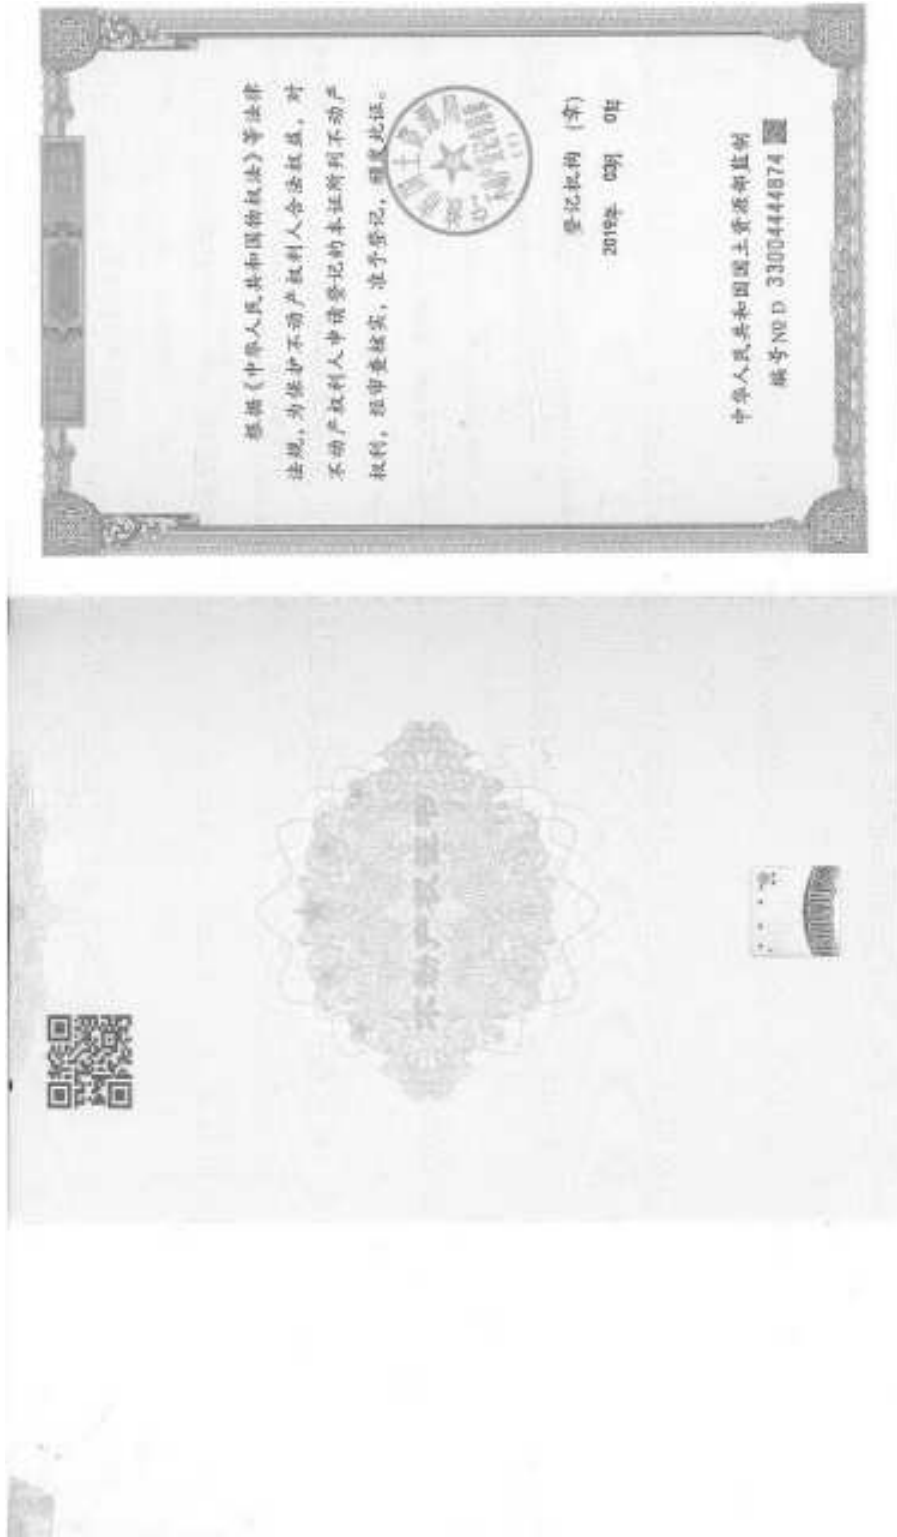 根据《中华人民共和国物权法》等法律
法规，为保护不动产权利人合法权益，对
不动产权利人申请登记的本证所列不动产
权利，经审查核实，准予登记，颁发此证。
登记机构（章）
2019年 03月
中华人民共和国国土资源部监制
编号№ D 33004444874
不动产权证书